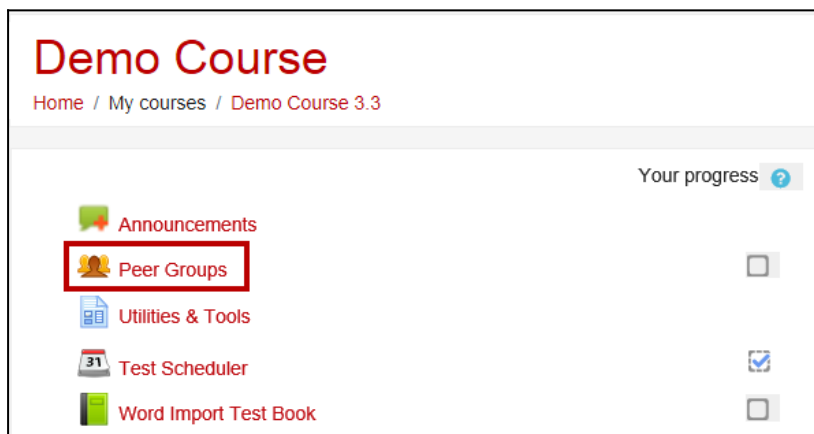 Demo Course
Home / My courses / Demo Course 3.3
Your progress ?
Announcements
Peer Groups
Utilities & Tools
31 Test Scheduler
Word Import Test Book